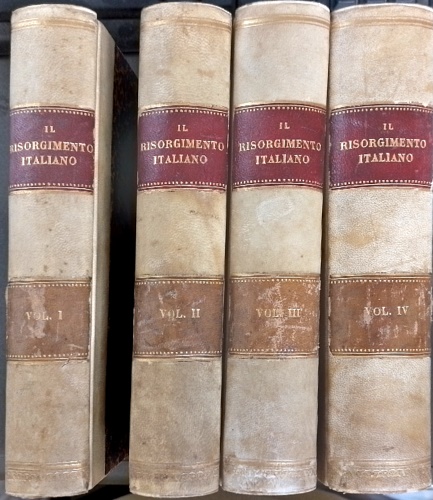 IL
RISORGIMENTO
ITALIANO
VOL. I
IL
RISORGIMENTO
ITALIANO
VOL. II
IL
RISORGIMENTO
ITALIANO
VOL. III
IL
RISORGIMENTO
ITALIANO
VOL. IV